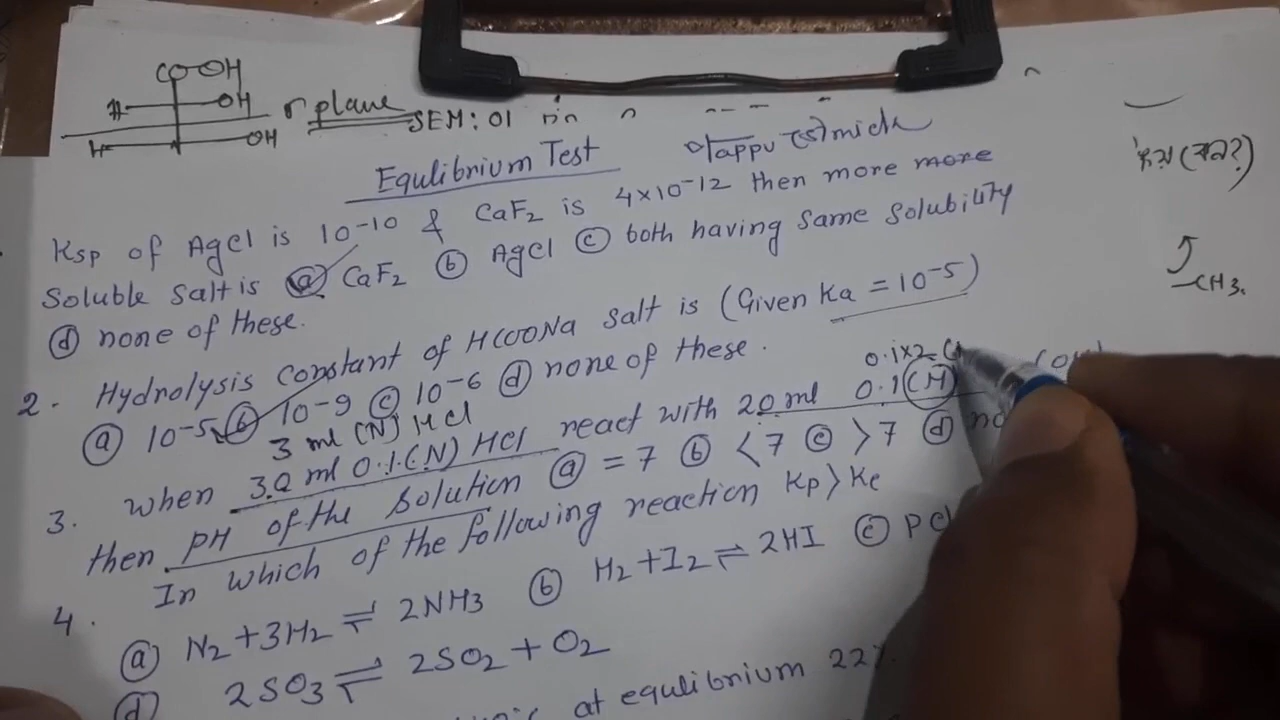 COOH
H OH
H OH
r plane
SEM: 01
Equlibrium Test
Ksp of Agcl is 10-10 & CaF2 is 4×10-12 then more more
Soluble Salt is ⓐ CaF2 ⓑ Agcl ⓒ both having same solubility
ⓓ none of these.
2. Hydrolysis constant of HCOONa salt is (Given Ka = 10-5)
ⓐ 10-5 ⓑ 10-9 ⓒ 10-6 ⓓ none of these.
3 ml (N) HCl
0.1×2
3. when 30 ml 0.1(N) HCl react with 20 ml 0.1(M)
then PH of the solution ⓐ = 7 ⓑ < 7 ⓒ > 7 ⓓ no
4. In which of the following reaction Kp > Kc
ⓐ N2 + 3H2 ⇌ 2NH3 ⓑ H2 + I2 ⇌ 2HI ⓒ PCl
ⓓ 2SO3 ⇌ 2SO2 + O2
at equlibrium 22%
CH3.